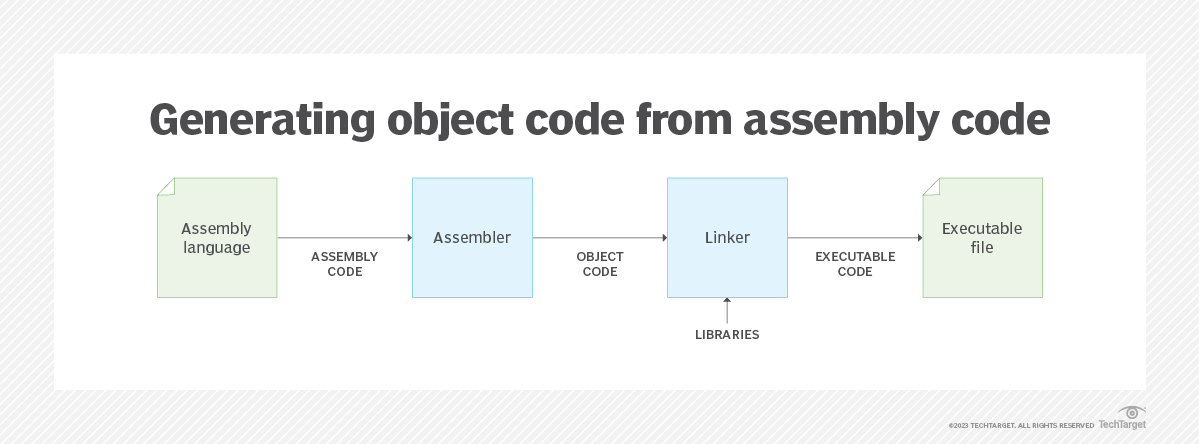 Generating object code from assembly code
Assembly
language
ASSEMBLY
CODE
Assembler
OBJECT
CODE
Linker
LIBRARIES
EXECUTABLE
CODE
Executable
file
©2023 TECHTARGET. ALL RIGHTS RESERVED
TechTarget